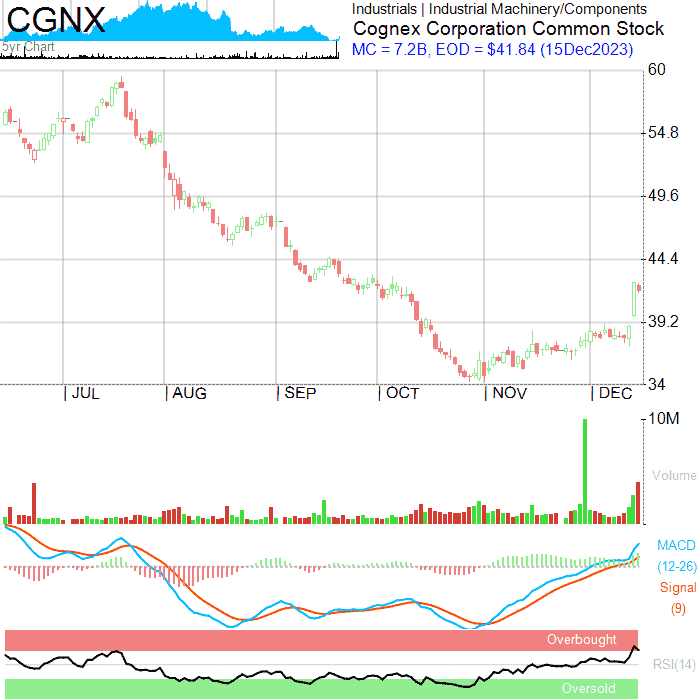 CGNX
Industrials | Industrial Machinery/Components
Cognex Corporation Common Stock
MC = 7.2B, EOD = $41.84 (15Dec2023)
5yr Chart
60
54.8
49.6
44.4
39.2
34
JUL
AUG
SEP
OCT
NOV
DEC
10M
Volume
MACD
(12-26)
Signal
(9)
Overbought
RSI(14)
Oversold